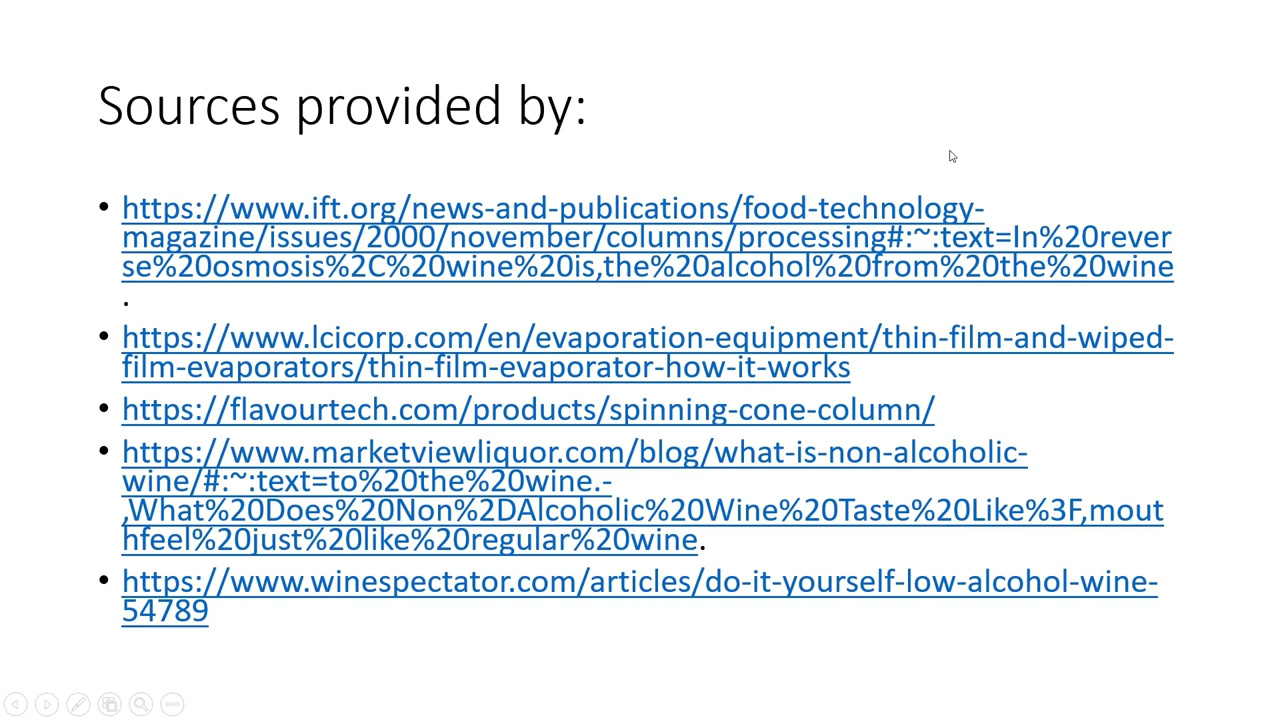 Sources provided by:
• https://www.ift.org/news-and-publications/food-technology-
magazine/issues/2000/november/columns/processing#:~:text=In%20rever
se%20osmosis%2C%20wine%20is,the%20alcohol%20from%20the%20wine
.
• https://www.lcicorp.com/en/evaporation-equipment/thin-film-and-wiped-
film-evaporators/thin-film-evaporator-how-it-works
• https://flavourtech.com/products/spinning-cone-column/
• https://www.marketviewliquor.com/blog/what-is-non-alcoholic-
wine/#:~:text=to%20the%20wine.-
,What%20Does%20Non%2DAlcoholic%20Wine%20Taste%20Like%3F,mout
hfeel%20just%20like%20regular%20wine.
• https://www.winespectator.com/articles/do-it-yourself-low-alcohol-wine-
54789